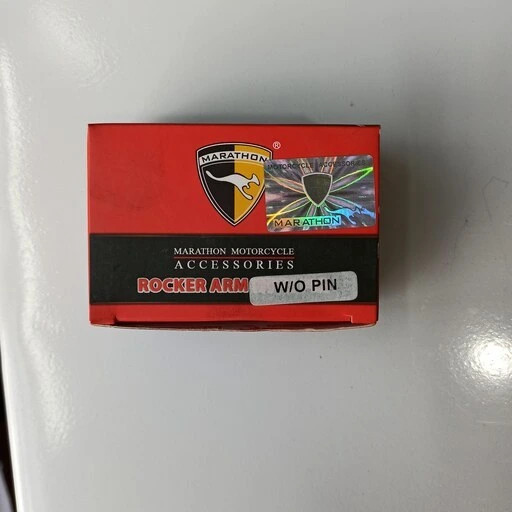 MARATHON
®
MOTORCYCLE ACCESSORIES
MARATHON
MARATHON MOTORCYCLE
ACCESSORIES
ROCKER ARM
W/O PIN